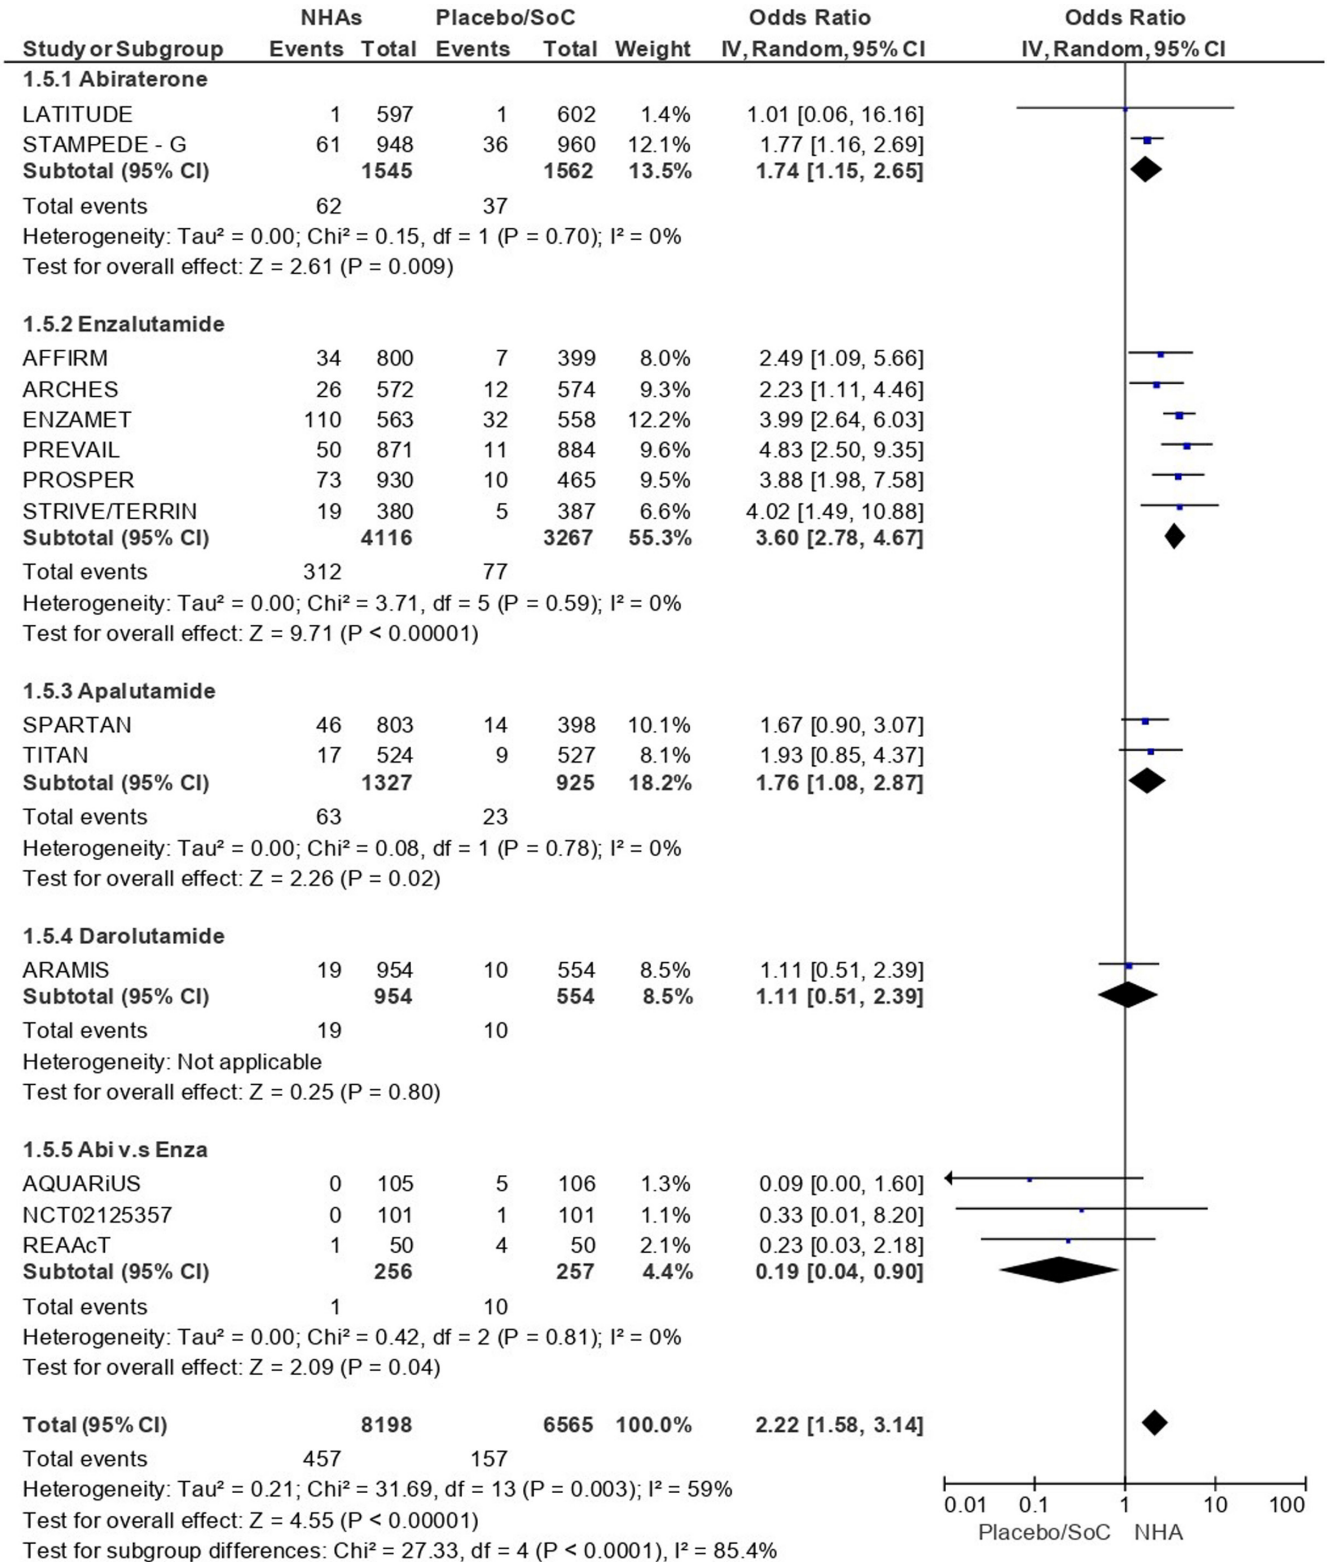 NHAs Placebo/SoC Odds Ratio Odds Ratio
Study or Subgroup Events Total Events Total Weight IV, Random, 95% CI IV, Random, 95% CI
1.5.1 Abiraterone
LATITUDE 1 597 1 602 1.4% 1.01 [0.06, 16.16]
STAMPEDE - G 61 948 36 960 12.1% 1.77 [1.16, 2.69]
Subtotal (95% CI) 1545 1562 13.5% 1.74 [1.15, 2.65]
Total events 62 37
Heterogeneity: Tau² = 0.00; Chi² = 0.15, df = 1 (P = 0.70); I² = 0%
Test for overall effect: Z = 2.61 (P = 0.009)
1.5.2 Enzalutamide
AFFIRM 34 800 7 399 8.0% 2.49 [1.09, 5.66]
ARCHES 26 572 12 574 9.3% 2.23 [1.11, 4.46]
ENZAMET 110 563 32 558 12.2% 3.99 [2.64, 6.03]
PREVAIL 50 871 11 884 9.6% 4.83 [2.50, 9.35]
PROSPER 73 930 10 465 9.5% 3.88 [1.98, 7.58]
STRIVE/TERRIN 19 380 5 387 6.6% 4.02 [1.49, 10.88]
Subtotal (95% CI) 4116 3267 55.3% 3.60 [2.78, 4.67]
Total events 312 77
Heterogeneity: Tau² = 0.00; Chi² = 3.71, df = 5 (P = 0.59); I² = 0%
Test for overall effect: Z = 9.71 (P < 0.00001)
1.5.3 Apalutamide
SPARTAN 46 803 14 398 10.1% 1.67 [0.90, 3.07]
TITAN 17 524 9 527 8.1% 1.93 [0.85, 4.37]
Subtotal (95% CI) 1327 925 18.2% 1.76 [1.08, 2.87]
Total events 63 23
Heterogeneity: Tau² = 0.00; Chi² = 0.08, df = 1 (P = 0.78); I² = 0%
Test for overall effect: Z = 2.26 (P = 0.02)
1.5.4 Darolutamide
ARAMIS 19 954 10 554 8.5% 1.11 [0.51, 2.39]
Subtotal (95% CI) 954 554 8.5% 1.11 [0.51, 2.39]
Total events 19 10
Heterogeneity: Not applicable
Test for overall effect: Z = 0.25 (P = 0.80)
1.5.5 Abi v.s Enza
AQUARiUS 0 105 5 106 1.3% 0.09 [0.00, 1.60]
NCT02125357 0 101 1 101 1.1% 0.33 [0.01, 8.20]
REAAcT 1 50 4 50 2.1% 0.23 [0.03, 2.18]
Subtotal (95% CI) 256 257 4.4% 0.19 [0.04, 0.90]
Total events 1 10
Heterogeneity: Tau² = 0.00; Chi² = 0.42, df = 2 (P = 0.81); I² = 0%
Test for overall effect: Z = 2.09 (P = 0.04)
Total (95% CI) 8198 6565 100.0% 2.22 [1.58, 3.14]
Total events 457 157
Heterogeneity: Tau² = 0.21; Chi² = 31.69, df = 13 (P = 0.003); I² = 59%
Test for overall effect: Z = 4.55 (P < 0.00001)
Test for subgroup differences: Chi² = 27.33, df = 4 (P < 0.0001), I² = 85.4%
0.01 0.1 1 10 100
Placebo/SoC NHA